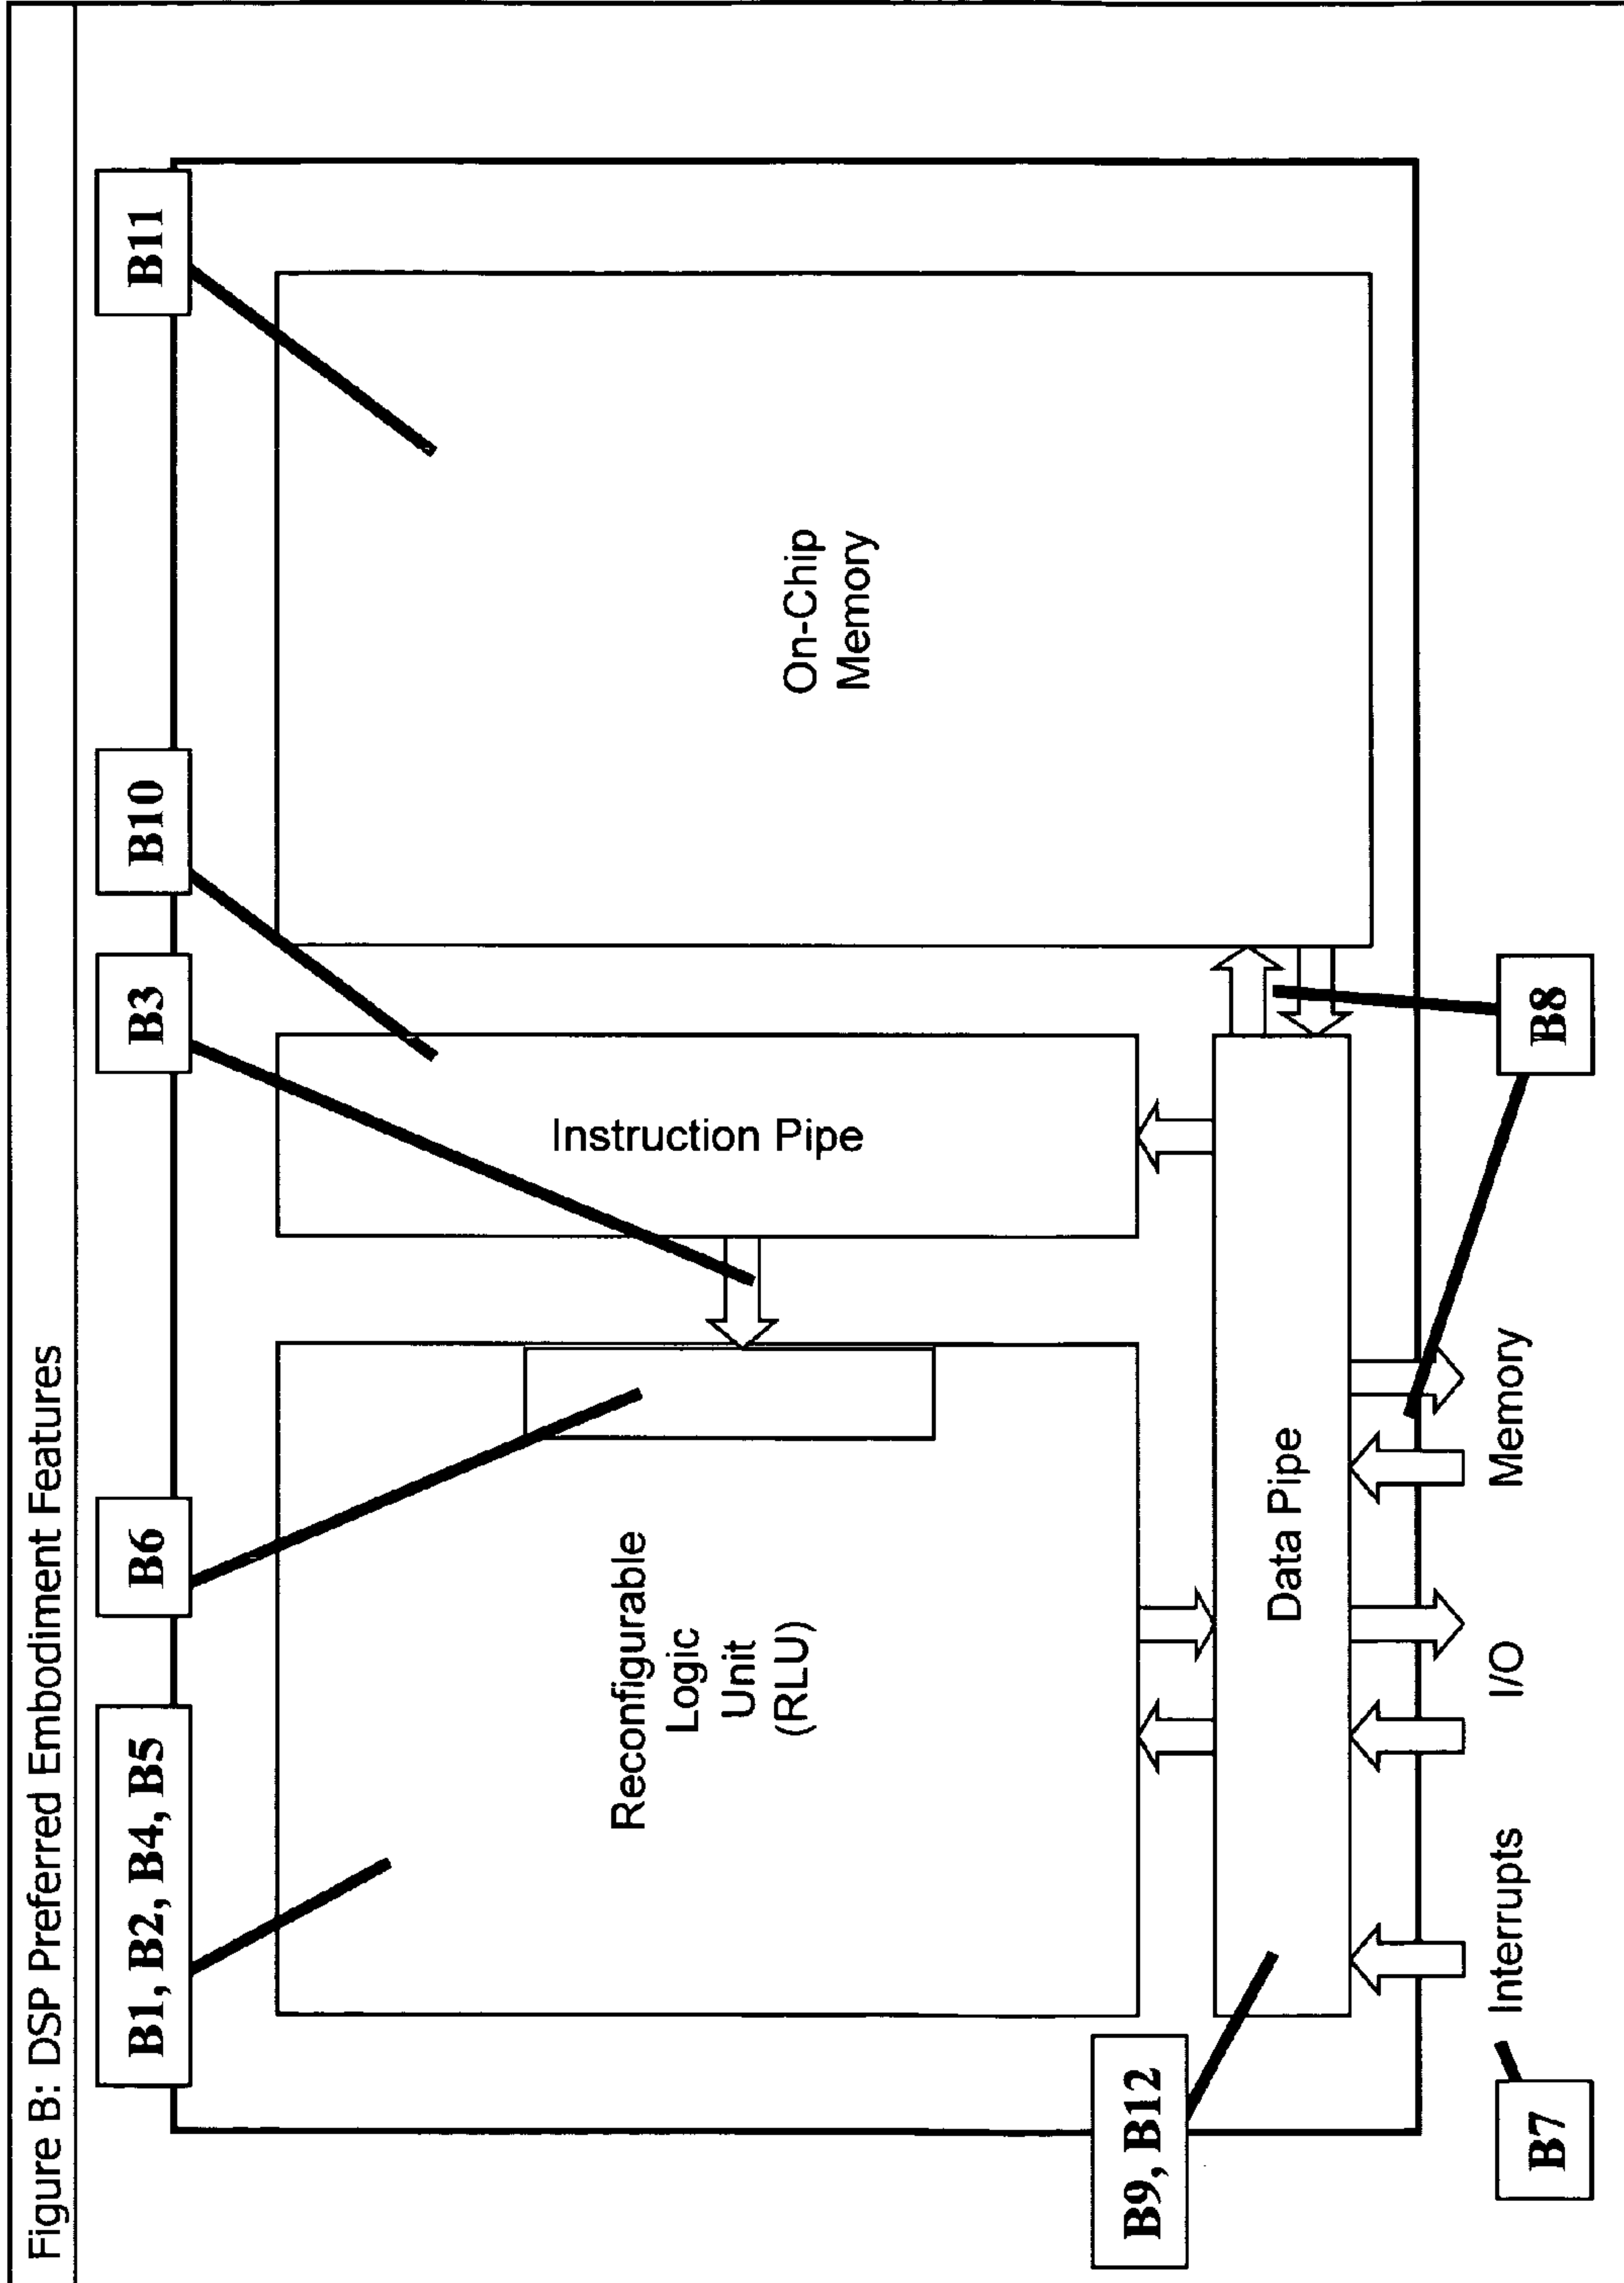 Figure B: DSP Preferred Embodiment Features
B1, B2, B4, B5
B6
B3
B10
B11
Reconfigurable
Logic
Unit
(RLU)
Instruction Pipe
On-Chip
Memory
B9, B12
Data Pipe
B7
Interrupts
I/O
Memory
B8